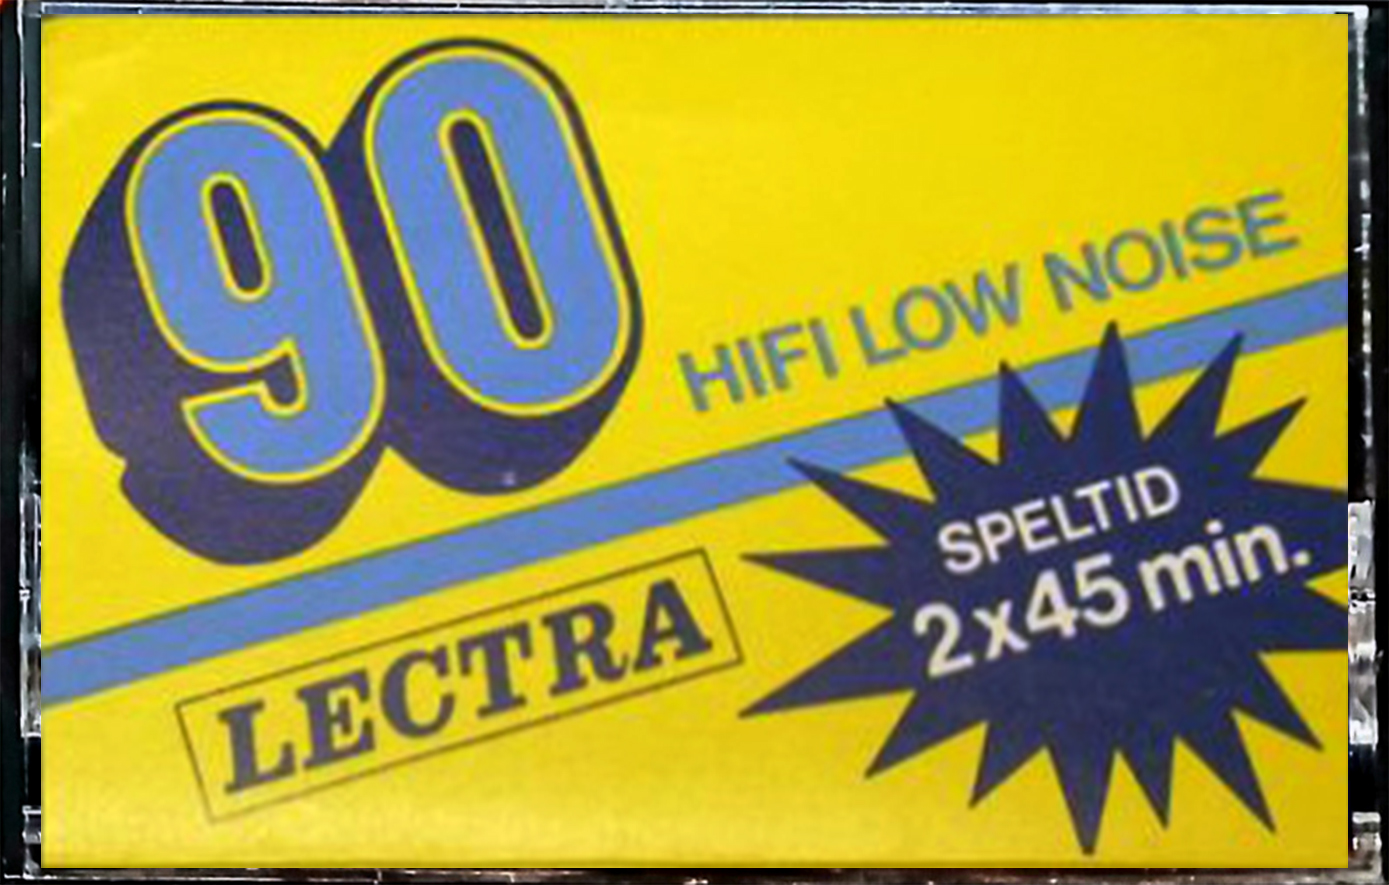 90
HIFI LOW NOISE
LECTRA
SPELTID
2x45 min.